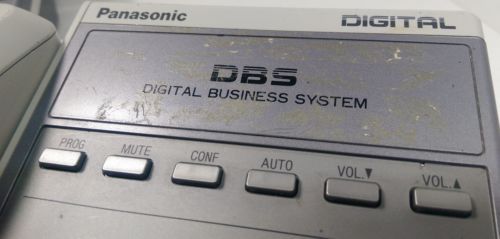 Panasonic DIGITAL
DBS
DIGITAL BUSINESS SYSTEM
PROG MUTE CONF AUTO VOL.▼ VOL.▲